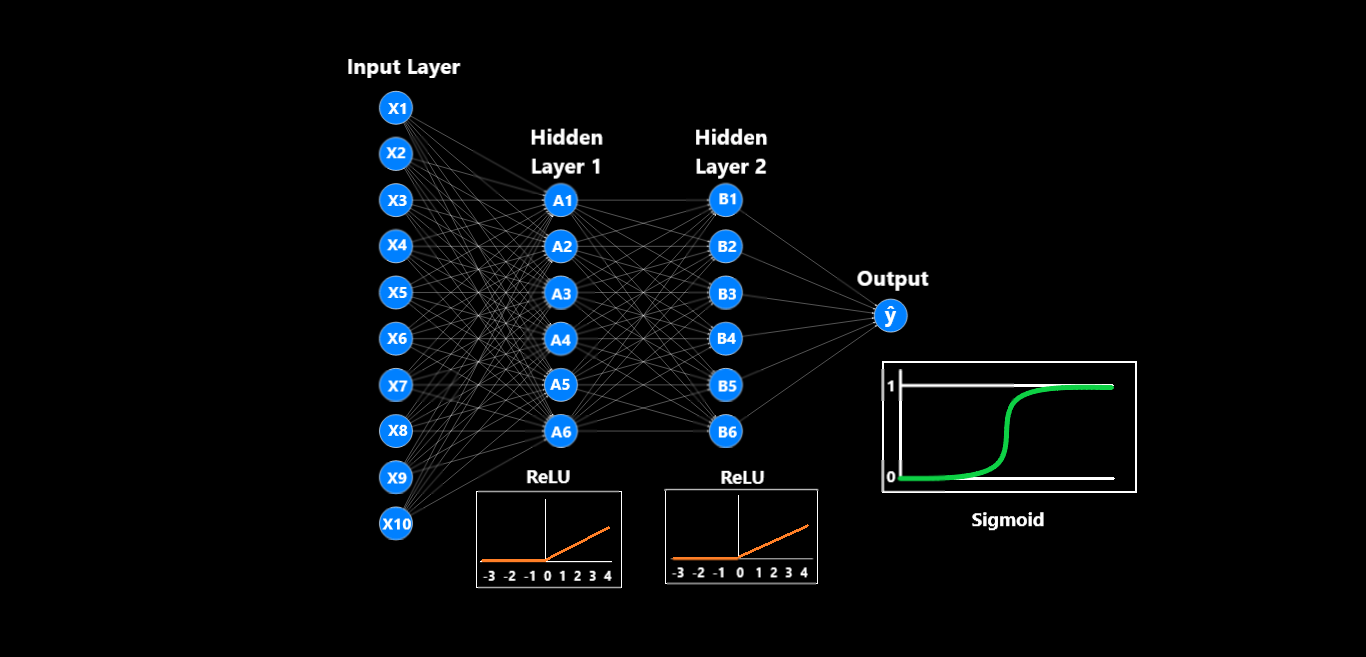 Input Layer
X1
X2
X3
X4
X5
X6
X7
X8
X9
X10
Hidden
Layer 1
A1
A2
A3
A4
A5
A6
Hidden
Layer 2
B1
B2
B3
B4
B5
B6
Output
ŷ
ReLU
-3 -2 -1 0 1 2 3 4
ReLU
-3 -2 -1 0 1 2 3 4
1
0
Sigmoid